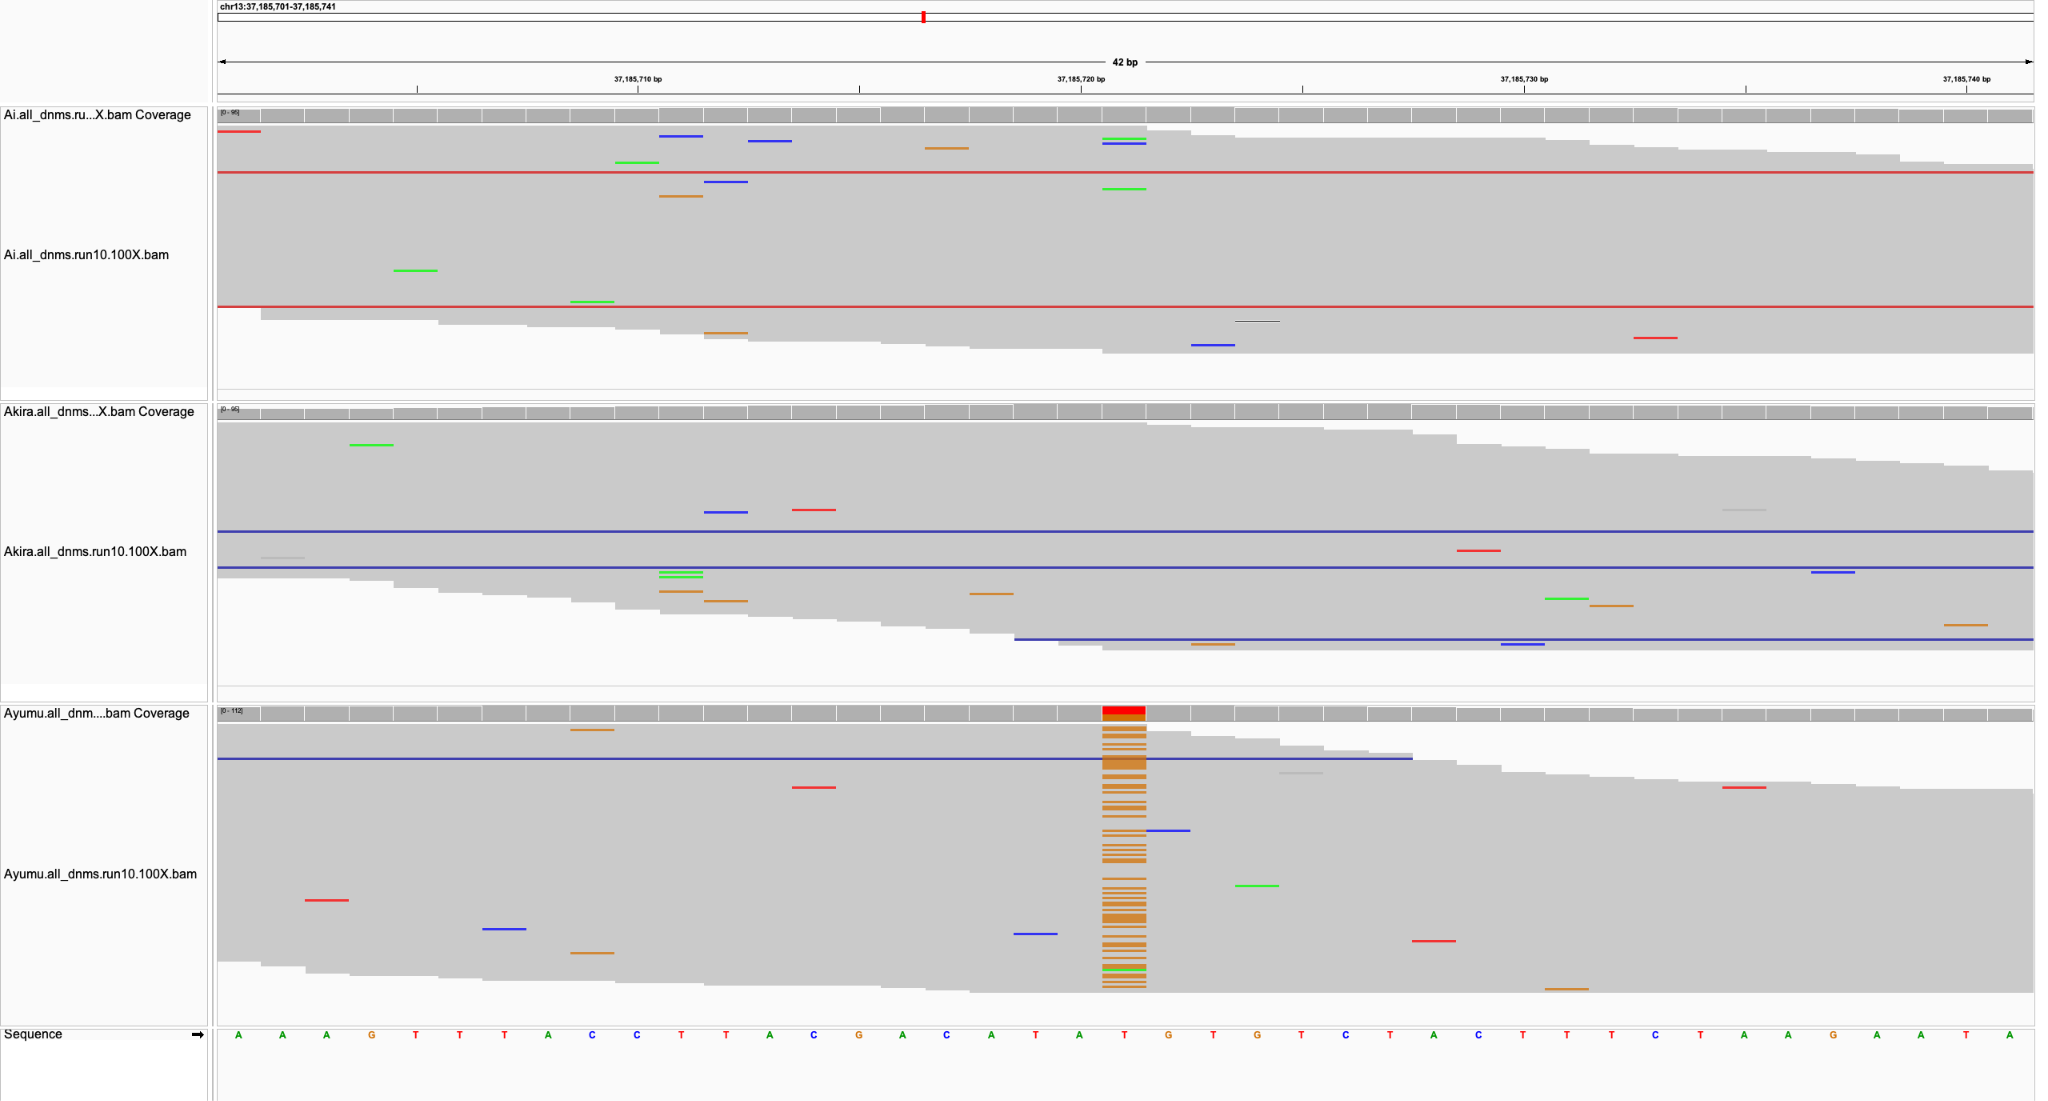 chr13:37,185,701-37,185,741
42 bp
37,185,710 bp 37,185,720 bp 37,185,730 bp 37,185,740 bp
Ai.all_dnms.ru...X.bam Coverage
[0 - 95]
Ai.all_dnms.run10.100X.bam
Akira.all_dnms...X.bam Coverage
[0 - 95]
Akira.all_dnms.run10.100X.bam
Ayumu.all_dnm....bam Coverage
[0 - 112]
Ayumu.all_dnms.run10.100X.bam
Sequence A A A G T T T A C C T T A C G A C A T A T G T G T C T A C T T T C T A A G A A T A